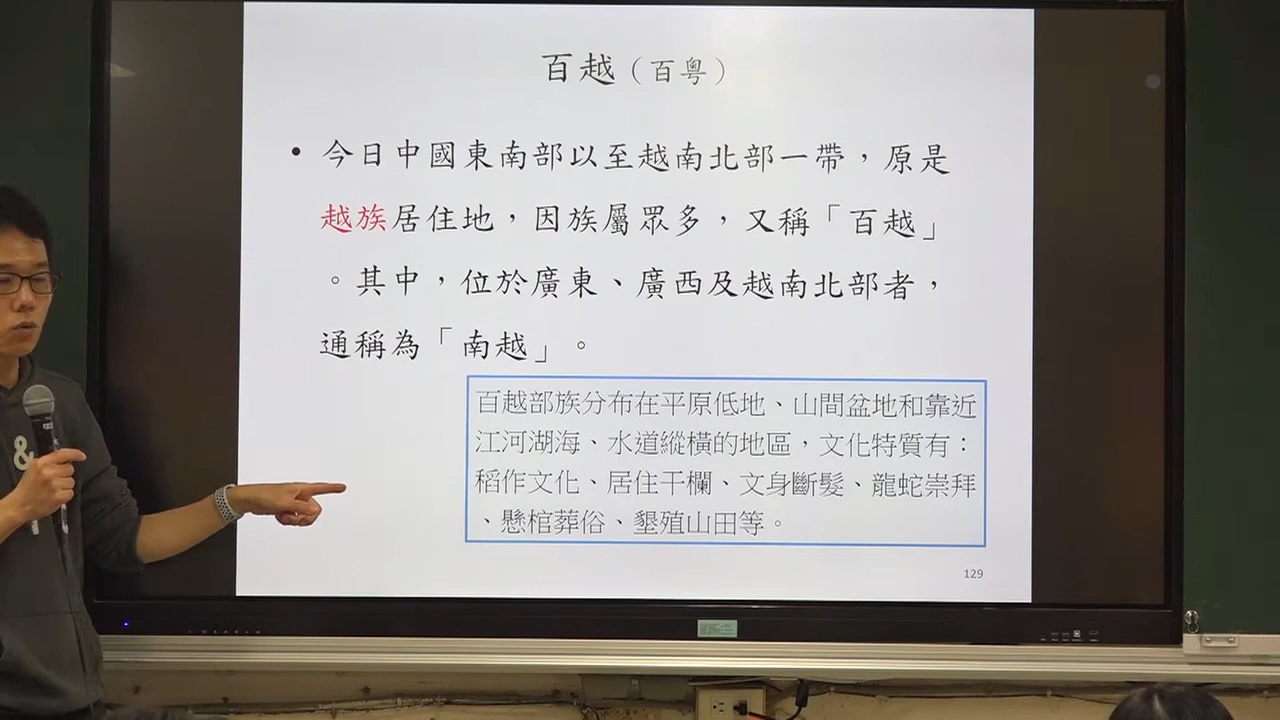 百越（百粵）
• 今日中國東南部以至越南北部一帶，原是
越族居住地，因族屬眾多，又稱「百越」
。其中，位於廣東、廣西及越南北部者，
通稱為「南越」。
百越部族分布在平原低地、山間盆地和靠近
江河湖海、水道縱橫的地區，文化特質有：
稻作文化、居住干欄、文身斷髮、龍蛇崇拜
、懸棺葬俗、墾殖山田等。
129
&